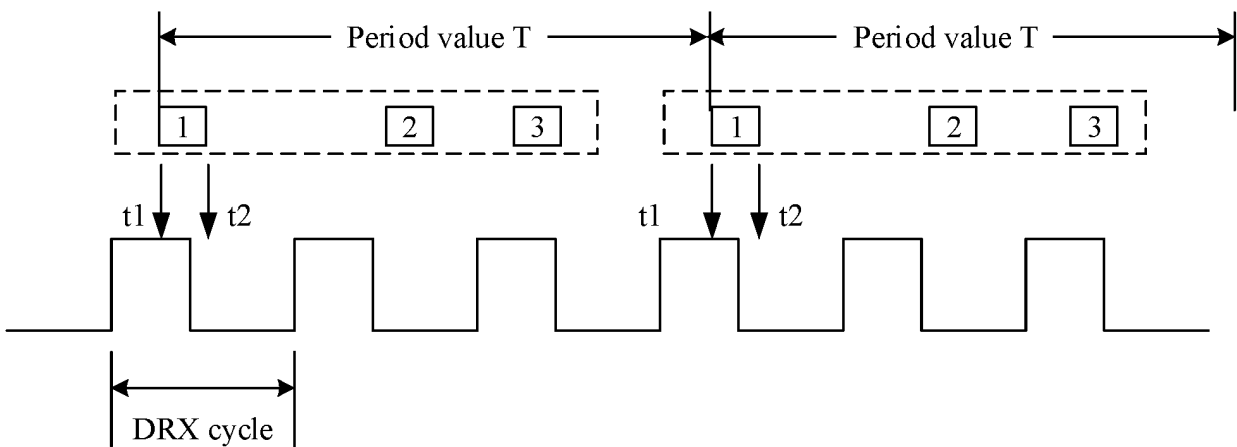 Period value T
Period value T
1
2
3
1
2
3
t1
t2
t1
t2
DRX cycle